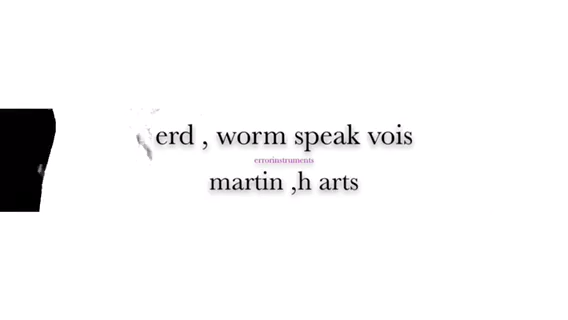 erd , worm speak vois
errorinstruments
martin ,h arts